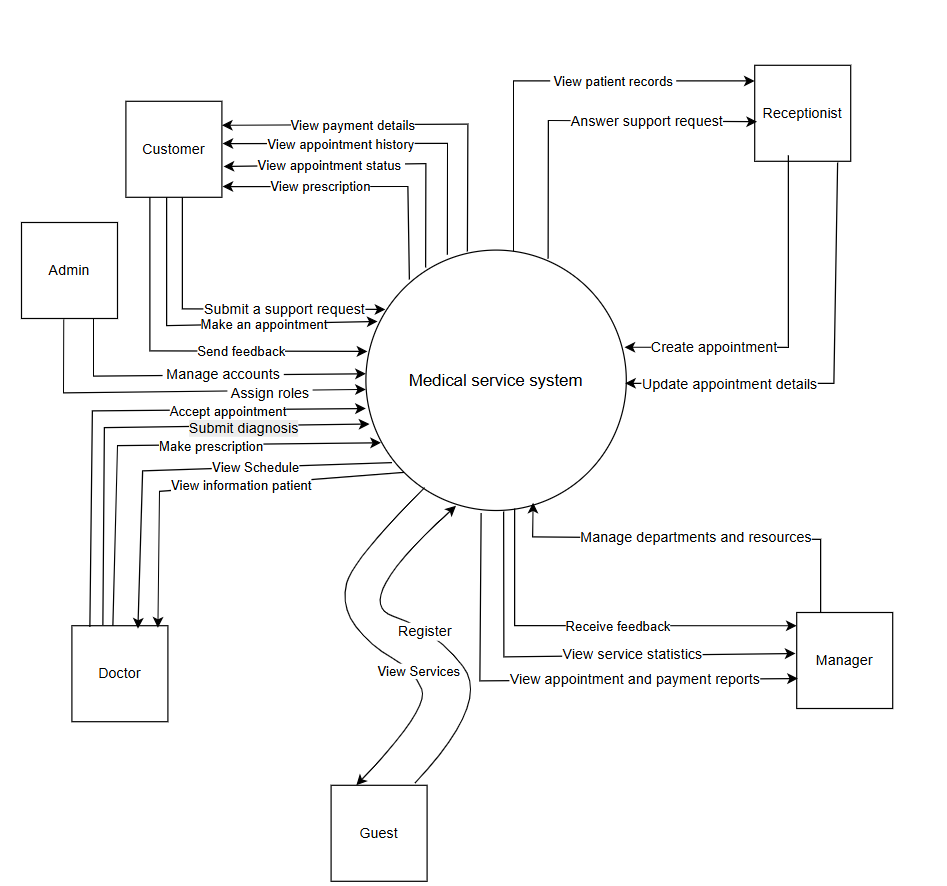 View patient records
Receptionist
Answer support request
View payment details
Customer
View appointment history
View appointment status
View prescription
Admin
Submit a support request
Make an appointment
Send feedback
Create appointment
Manage accounts
Medical service system
Update appointment details
Assign roles
Accept appointment
Submit diagnosis
Make prescription
View Schedule
View information patient
Manage departments and resources
Register
Receive feedback
View service statistics
Manager
Doctor
View Services
View appointment and payment reports
Guest